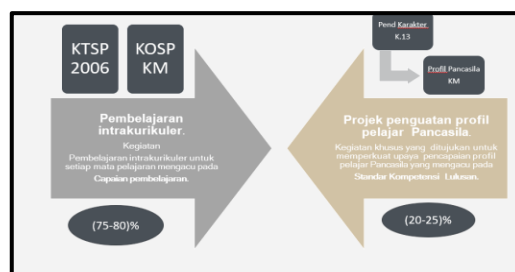 KTSP
2006
KOSP
KM
Pembelajaran
intrakurikuler.
Kegiatan
Pembelajaran intrakurikuler untuk
setiap mata pelajaran mengacu pada
Capaian pembelajaran.
(75-80)%
Pend Karakter
K.13
Profil Pancasila
KM
Projek penguatan profil
pelajar Pancasila.
Kegiatan khusus yang ditujukan untuk
memperkuat upaya pencapaian profil
pelajar Pancasila yang mengacu pada
Standar Kompetensi Lulusan.
(20-25)%